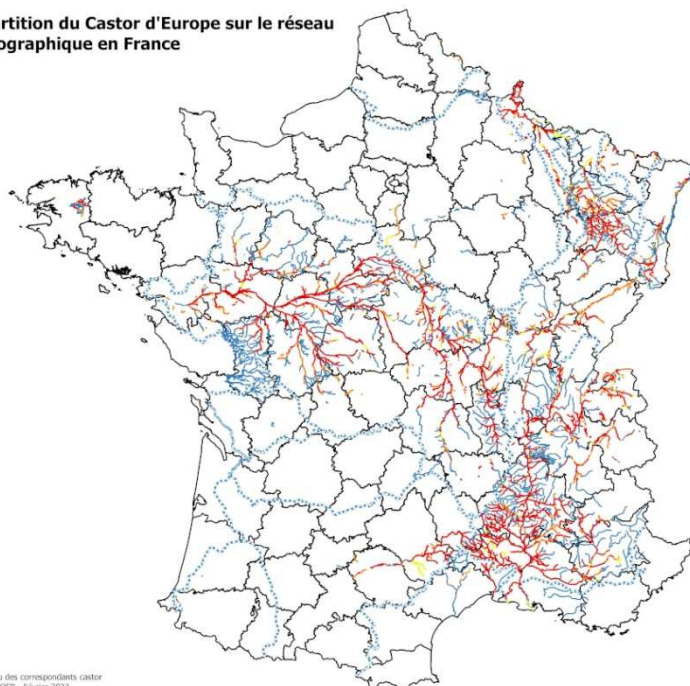 rtition du Castor d'Europe sur le réseau
ographique en France
u des correspondants castor